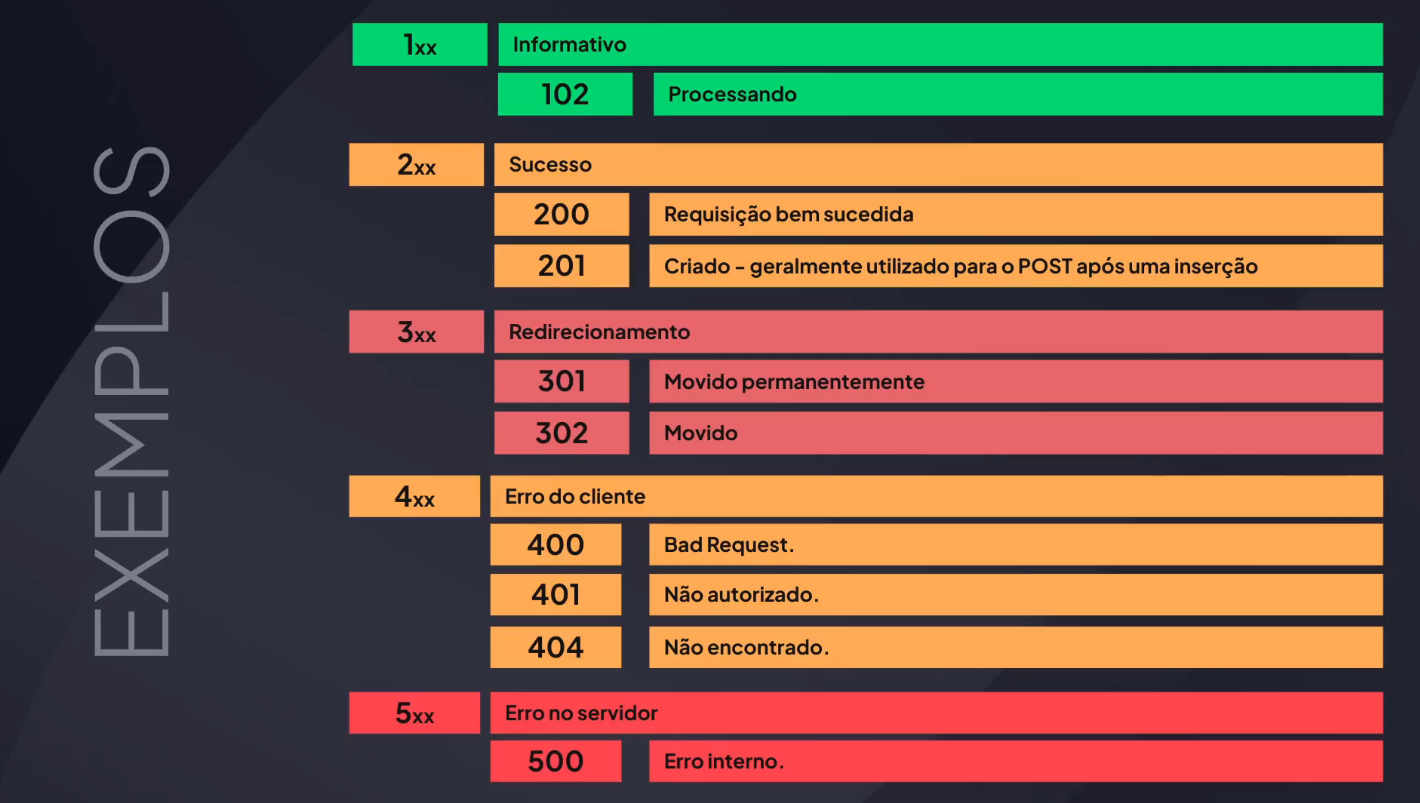 EXEMPLOS
1xx Informativo
102 Processando
2xx Sucesso
200 Requisição bem sucedida
201 Criado - geralmente utilizado para o POST após uma inserção
3xx Redirecionamento
301 Movido permanentemente
302 Movido
4xx Erro do cliente
400 Bad Request.
401 Não autorizado.
404 Não encontrado.
5xx Erro no servidor
500 Erro interno.